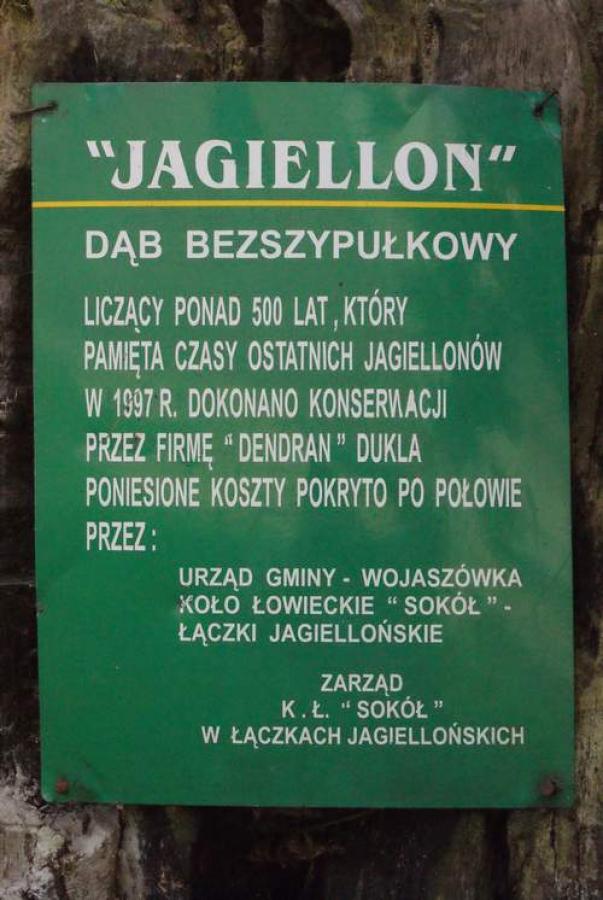 "JAGIELLON"
DĄB BEZSZYPUŁKOWY
LICZĄCY PONAD 500 LAT, KTÓRY
PAMIĘTA CZASY OSTATNICH JAGIELLONÓW
W 1997 R. DOKONANO KONSERWACJI
PRZEZ FIRMĘ "DENDRAN" DUKLA
PONIESIONE KOSZTY POKRYTO PO POŁOWIE
PRZEZ:
URZĄD GMINY - WOJASZÓWKA
KOŁO ŁOWIECKIE "SOKÓŁ" -
ŁĄCZKI JAGIELLOŃSKIE
ZARZĄD
K.Ł. "SOKÓŁ"
W ŁĄCZKACH JAGIELLOŃSKICH